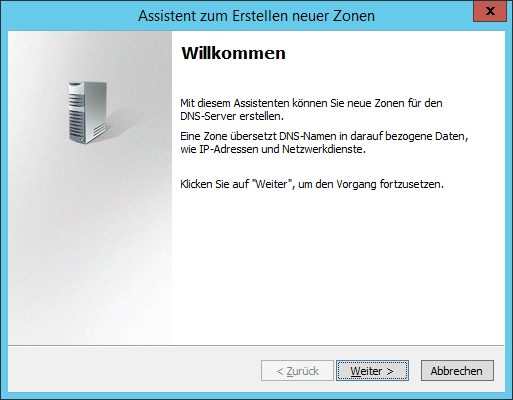 Assistent zum Erstellen neuer Zonen
x
Willkommen
Mit diesem Assistenten können Sie neue Zonen für den
DNS-Server erstellen.
Eine Zone übersetzt DNS-Namen in darauf bezogene Daten,
wie IP-Adressen und Netzwerkdienste.
Klicken Sie auf "Weiter", um den Vorgang fortzusetzen.
< Zurück
Weiter >
Abbrechen